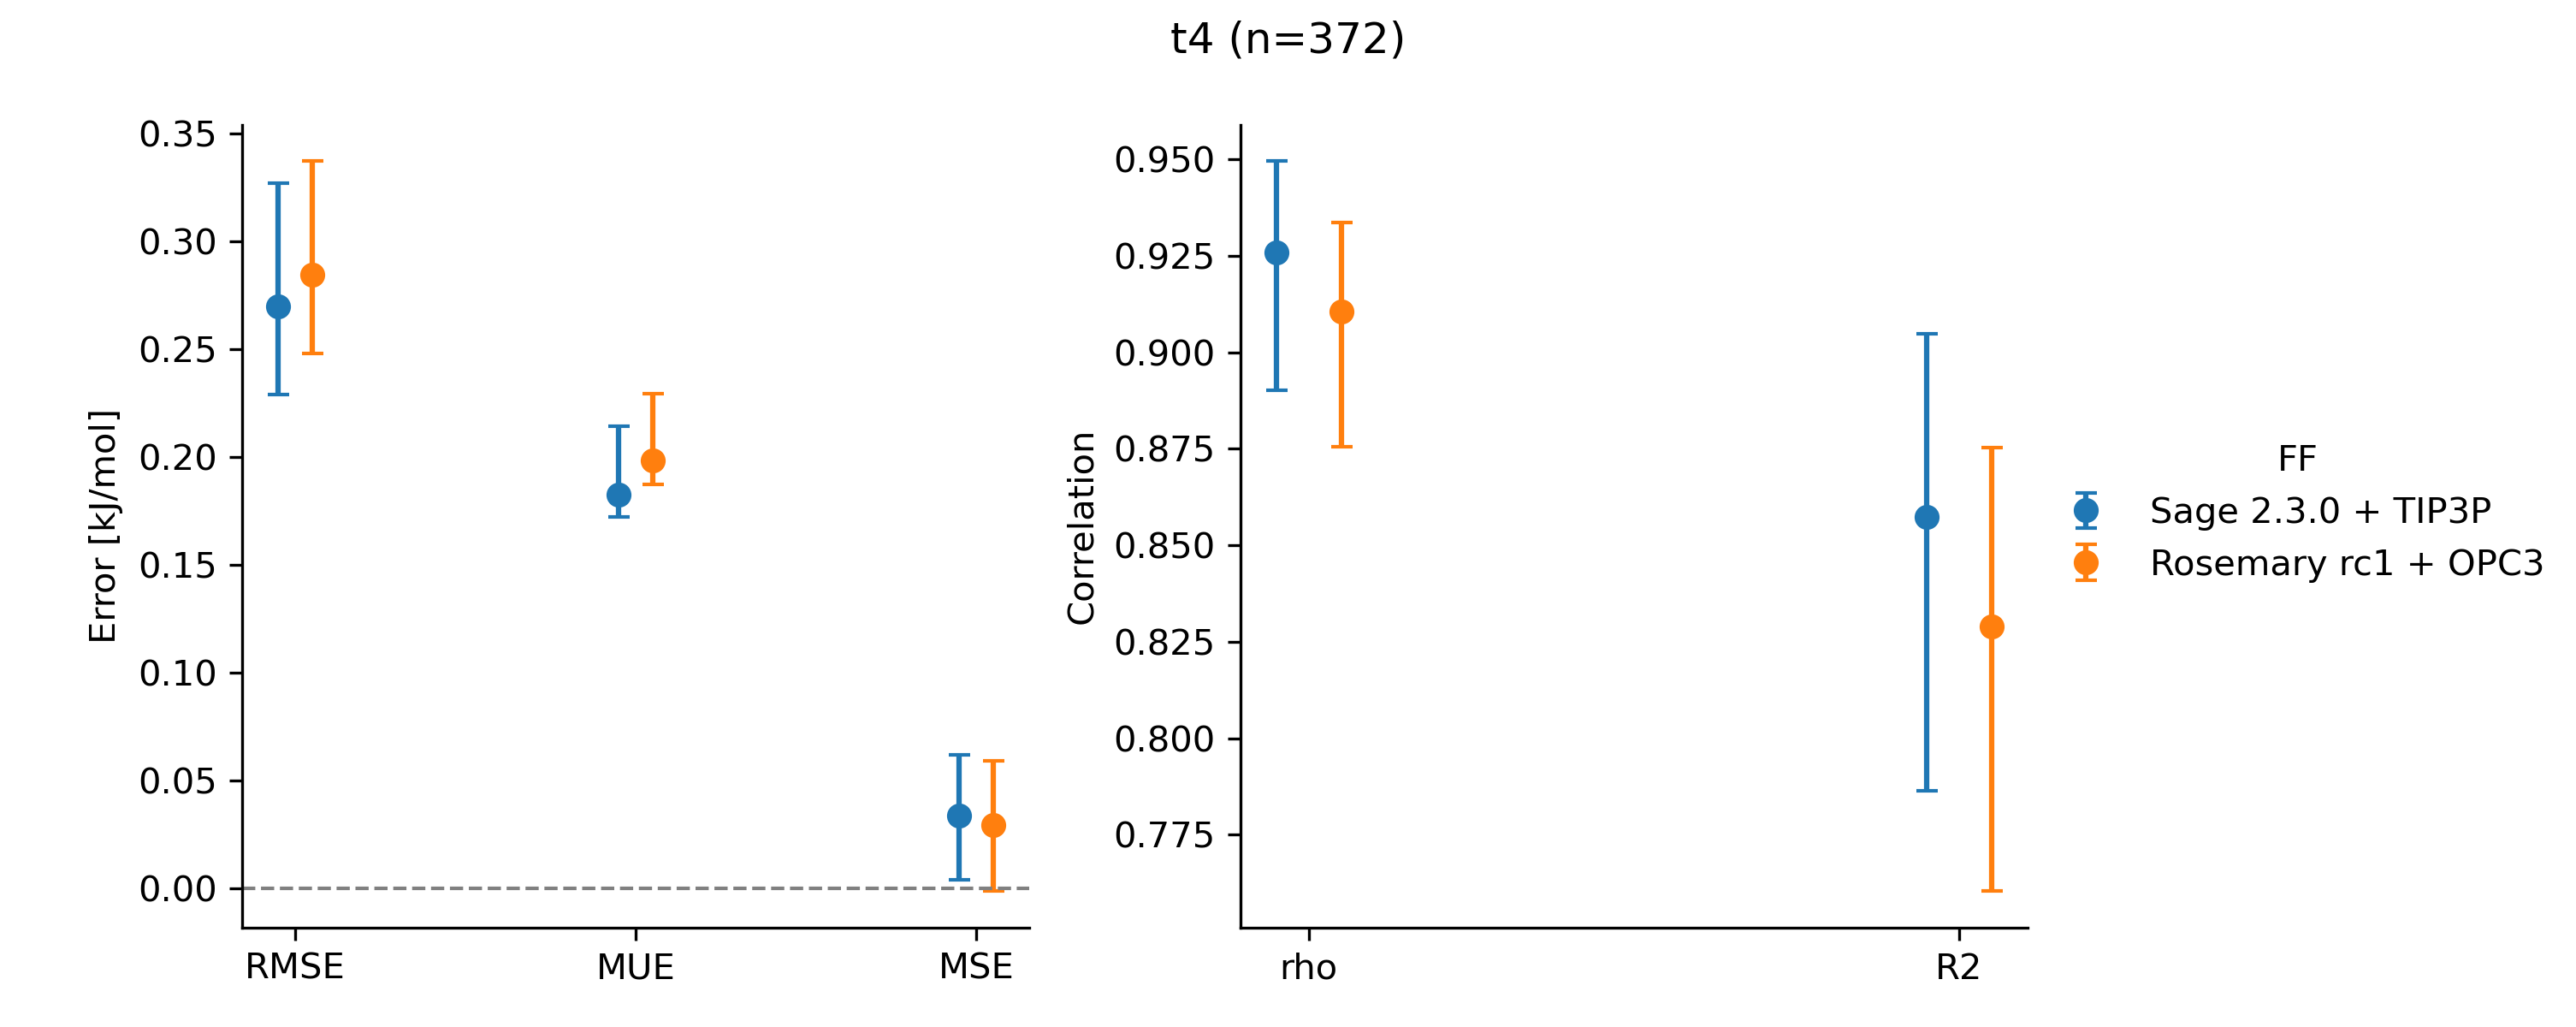 t4 (n=372)
Error [kJ/mol]
0.35
0.30
0.25
0.20
0.15
0.10
0.05
0.00
RMSE
MUE
MSE
Correlation
0.950
0.925
0.900
0.875
0.850
0.825
0.800
0.775
rho
R2
FF
Sage 2.3.0 + TIP3P
Rosemary rc1 + OPC3